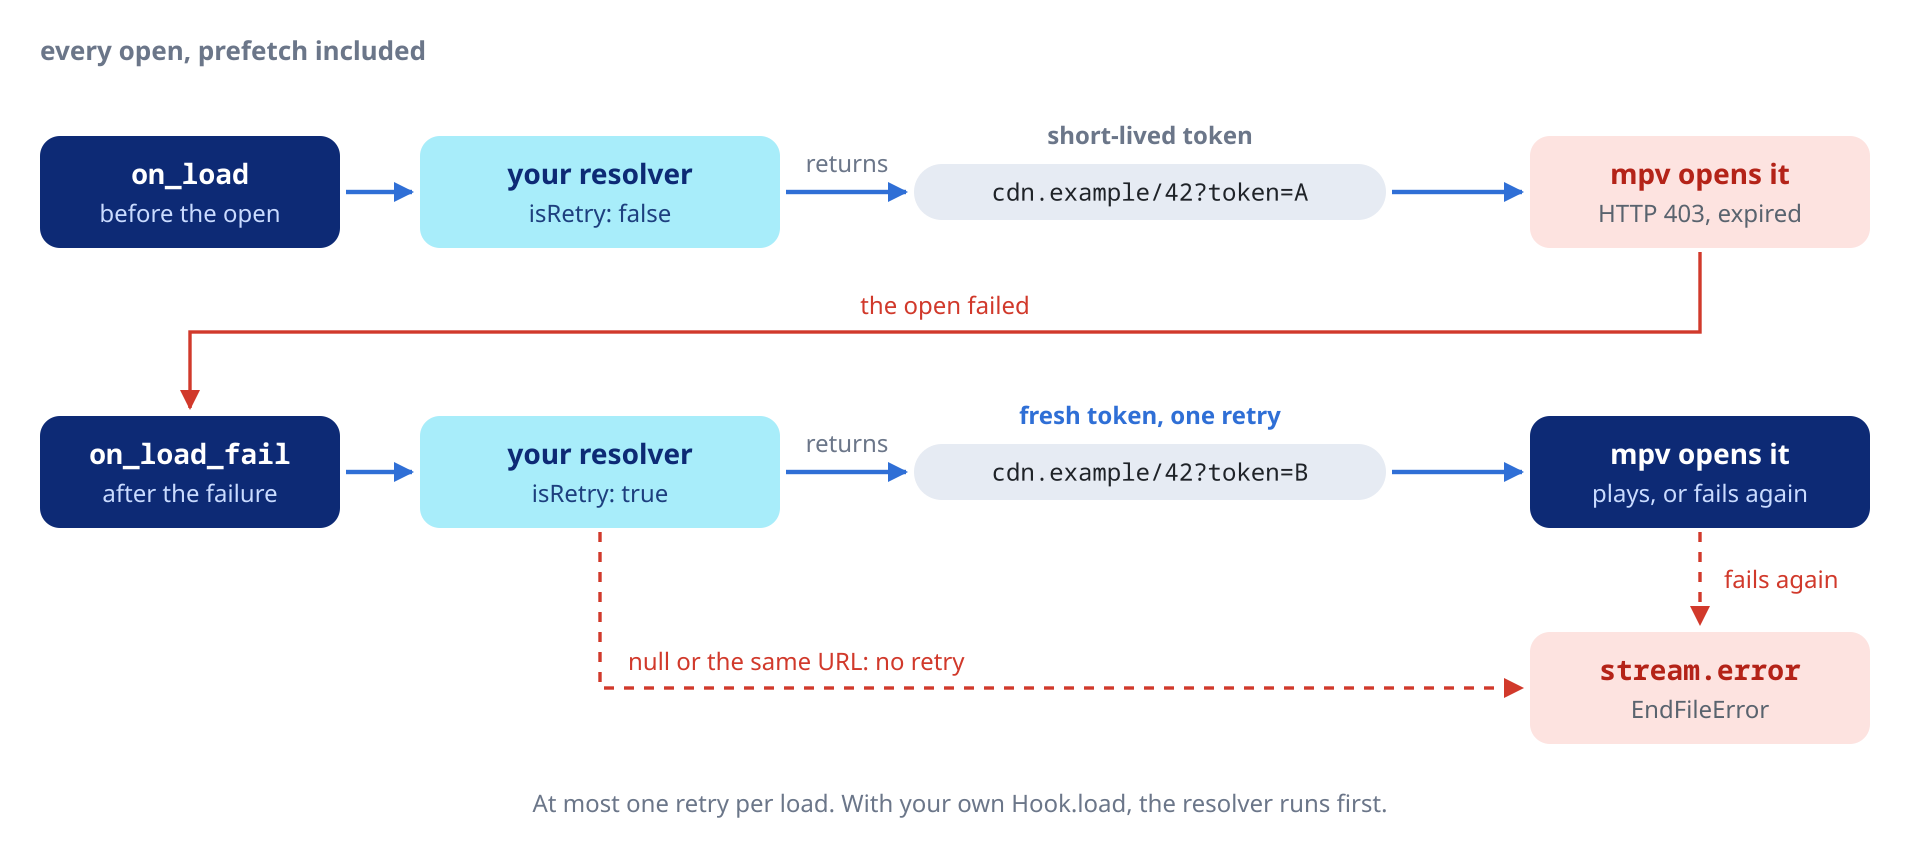 every open, prefetch included
on_load
before the open
your resolver
isRetry: false
returns
short-lived token
cdn.example/42?token=A
mpv opens it
HTTP 403, expired
the open failed
on_load_fail
after the failure
your resolver
isRetry: true
returns
fresh token, one retry
cdn.example/42?token=B
mpv opens it
plays, or fails again
fails again
null or the same URL: no retry
stream.error
EndFileError
At most one retry per load. With your own Hook.load, the resolver runs first.